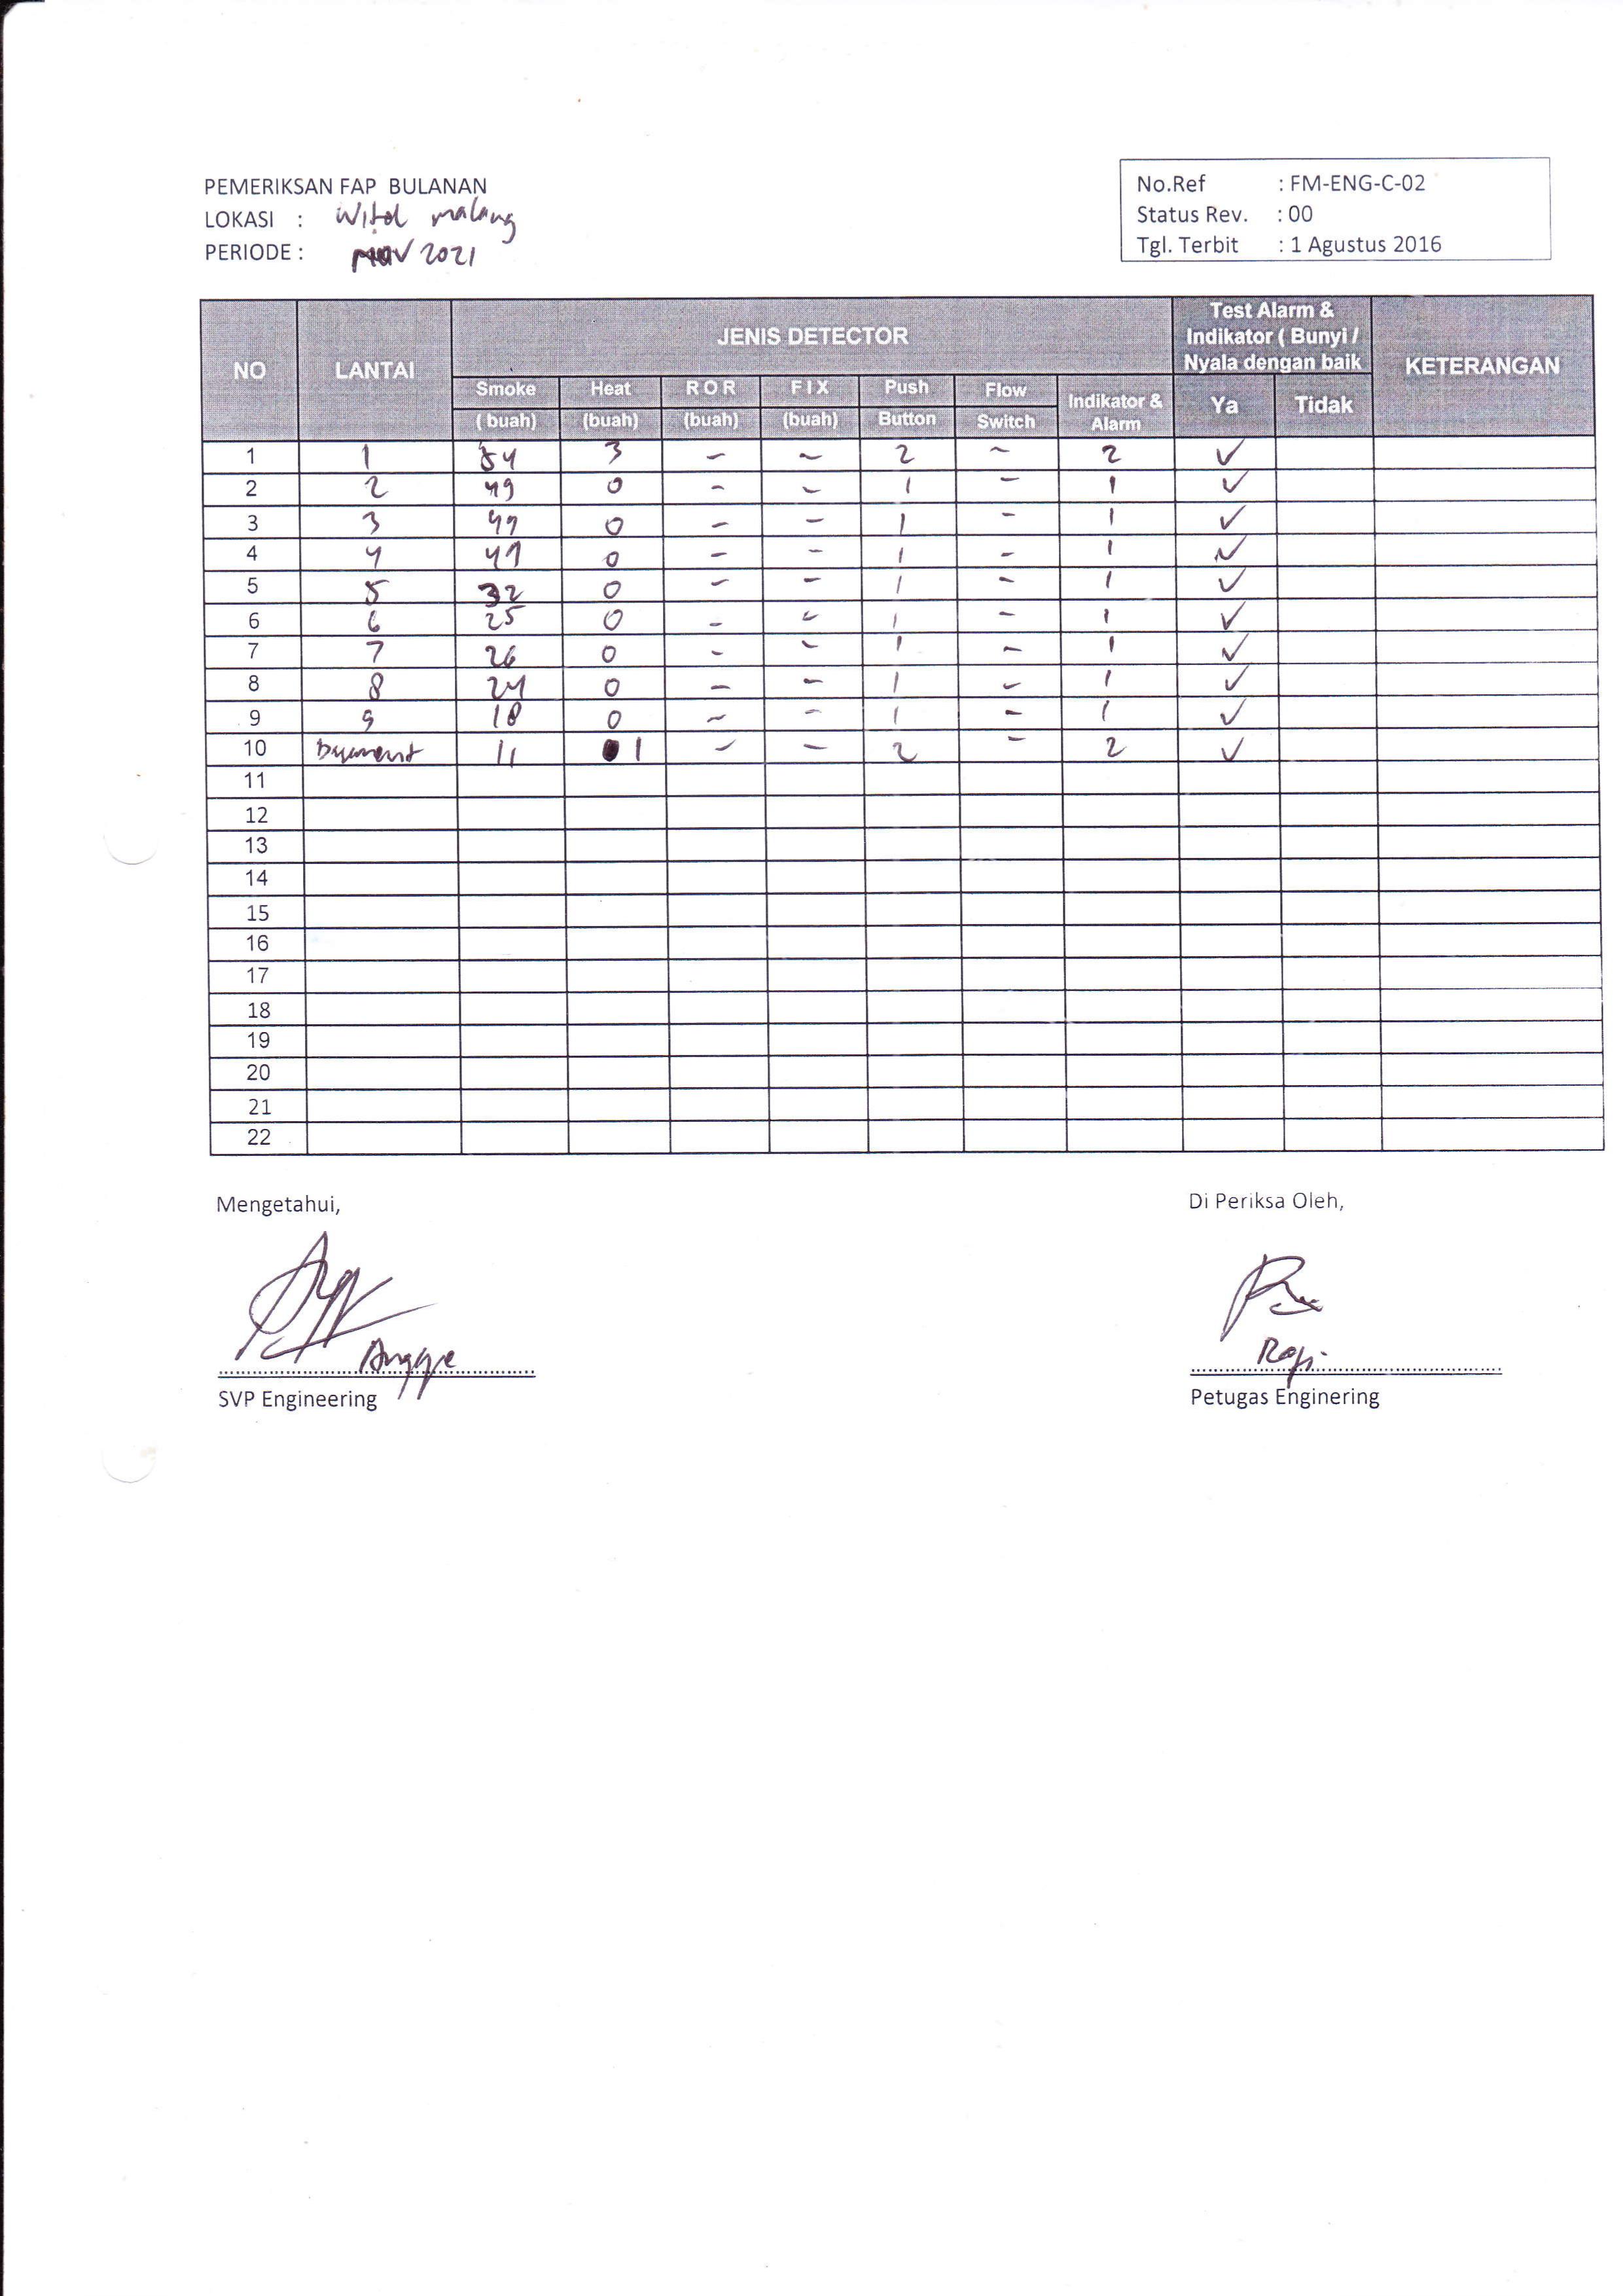 PEMERIKSAN FAP BULANAN
LOKASI : Witel malang
PERIODE : NOV 2021
No.Ref : FM-ENG-C-02
Status Rev. : 00
Tgl. Terbit : 1 Agustus 2016
NO LANTAI JENIS DETECTOR Test Alarm & Indikator ( Bunyi / Nyala dengan baik KETERANGAN
Smoke ( buah) Heat (buah) R O R (buah) F I X (buah) Push Button Flow Switch Indikator & Alarm Ya Tidak
1 1 54 3 - - 2 - 2 ✓
2 2 49 0 - - 1 - 1 ✓
3 3 0 - - 1 - 1 ✓
4 4 0 - - 1 - 1 ✓
5 5 32 0 - - 1 - 1 ✓
6 6 25 0 - - 1 - 1 ✓
7 7 26 0 - - 1 - 1 ✓
8 8 24 0 - - 1 - 1 ✓
9 9 18 0 - - 1 - 1 ✓
10 11 1 - - 2 - 2 ✓
11
12
13
14
15
16
17
18
19
20
21
22
Mengetahui,
Di Periksa Oleh,
Angge
SVP Engineering
Petugas Enginering